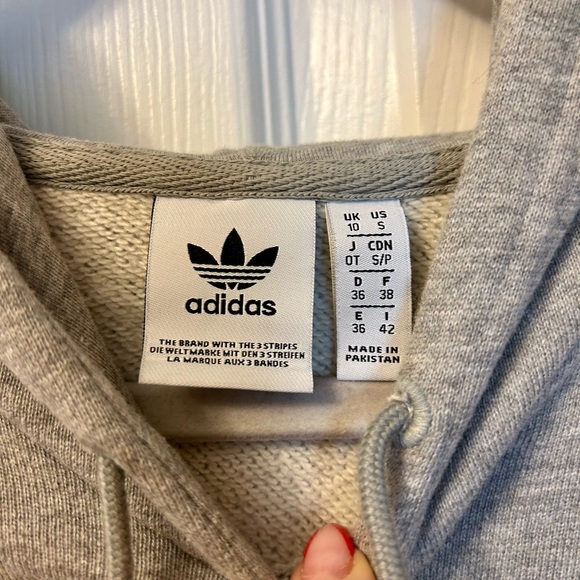 adidas
THE BRAND WITH THE 3 STRIPES
DIE WELTMARKE MIT DEN 3 STREIFEN
LA MARQUE AUX 3 BANDES
UK US
10 S
J CDN
OT S/P
D F
36 38
E I
36 42
MADE IN
PAKISTAN